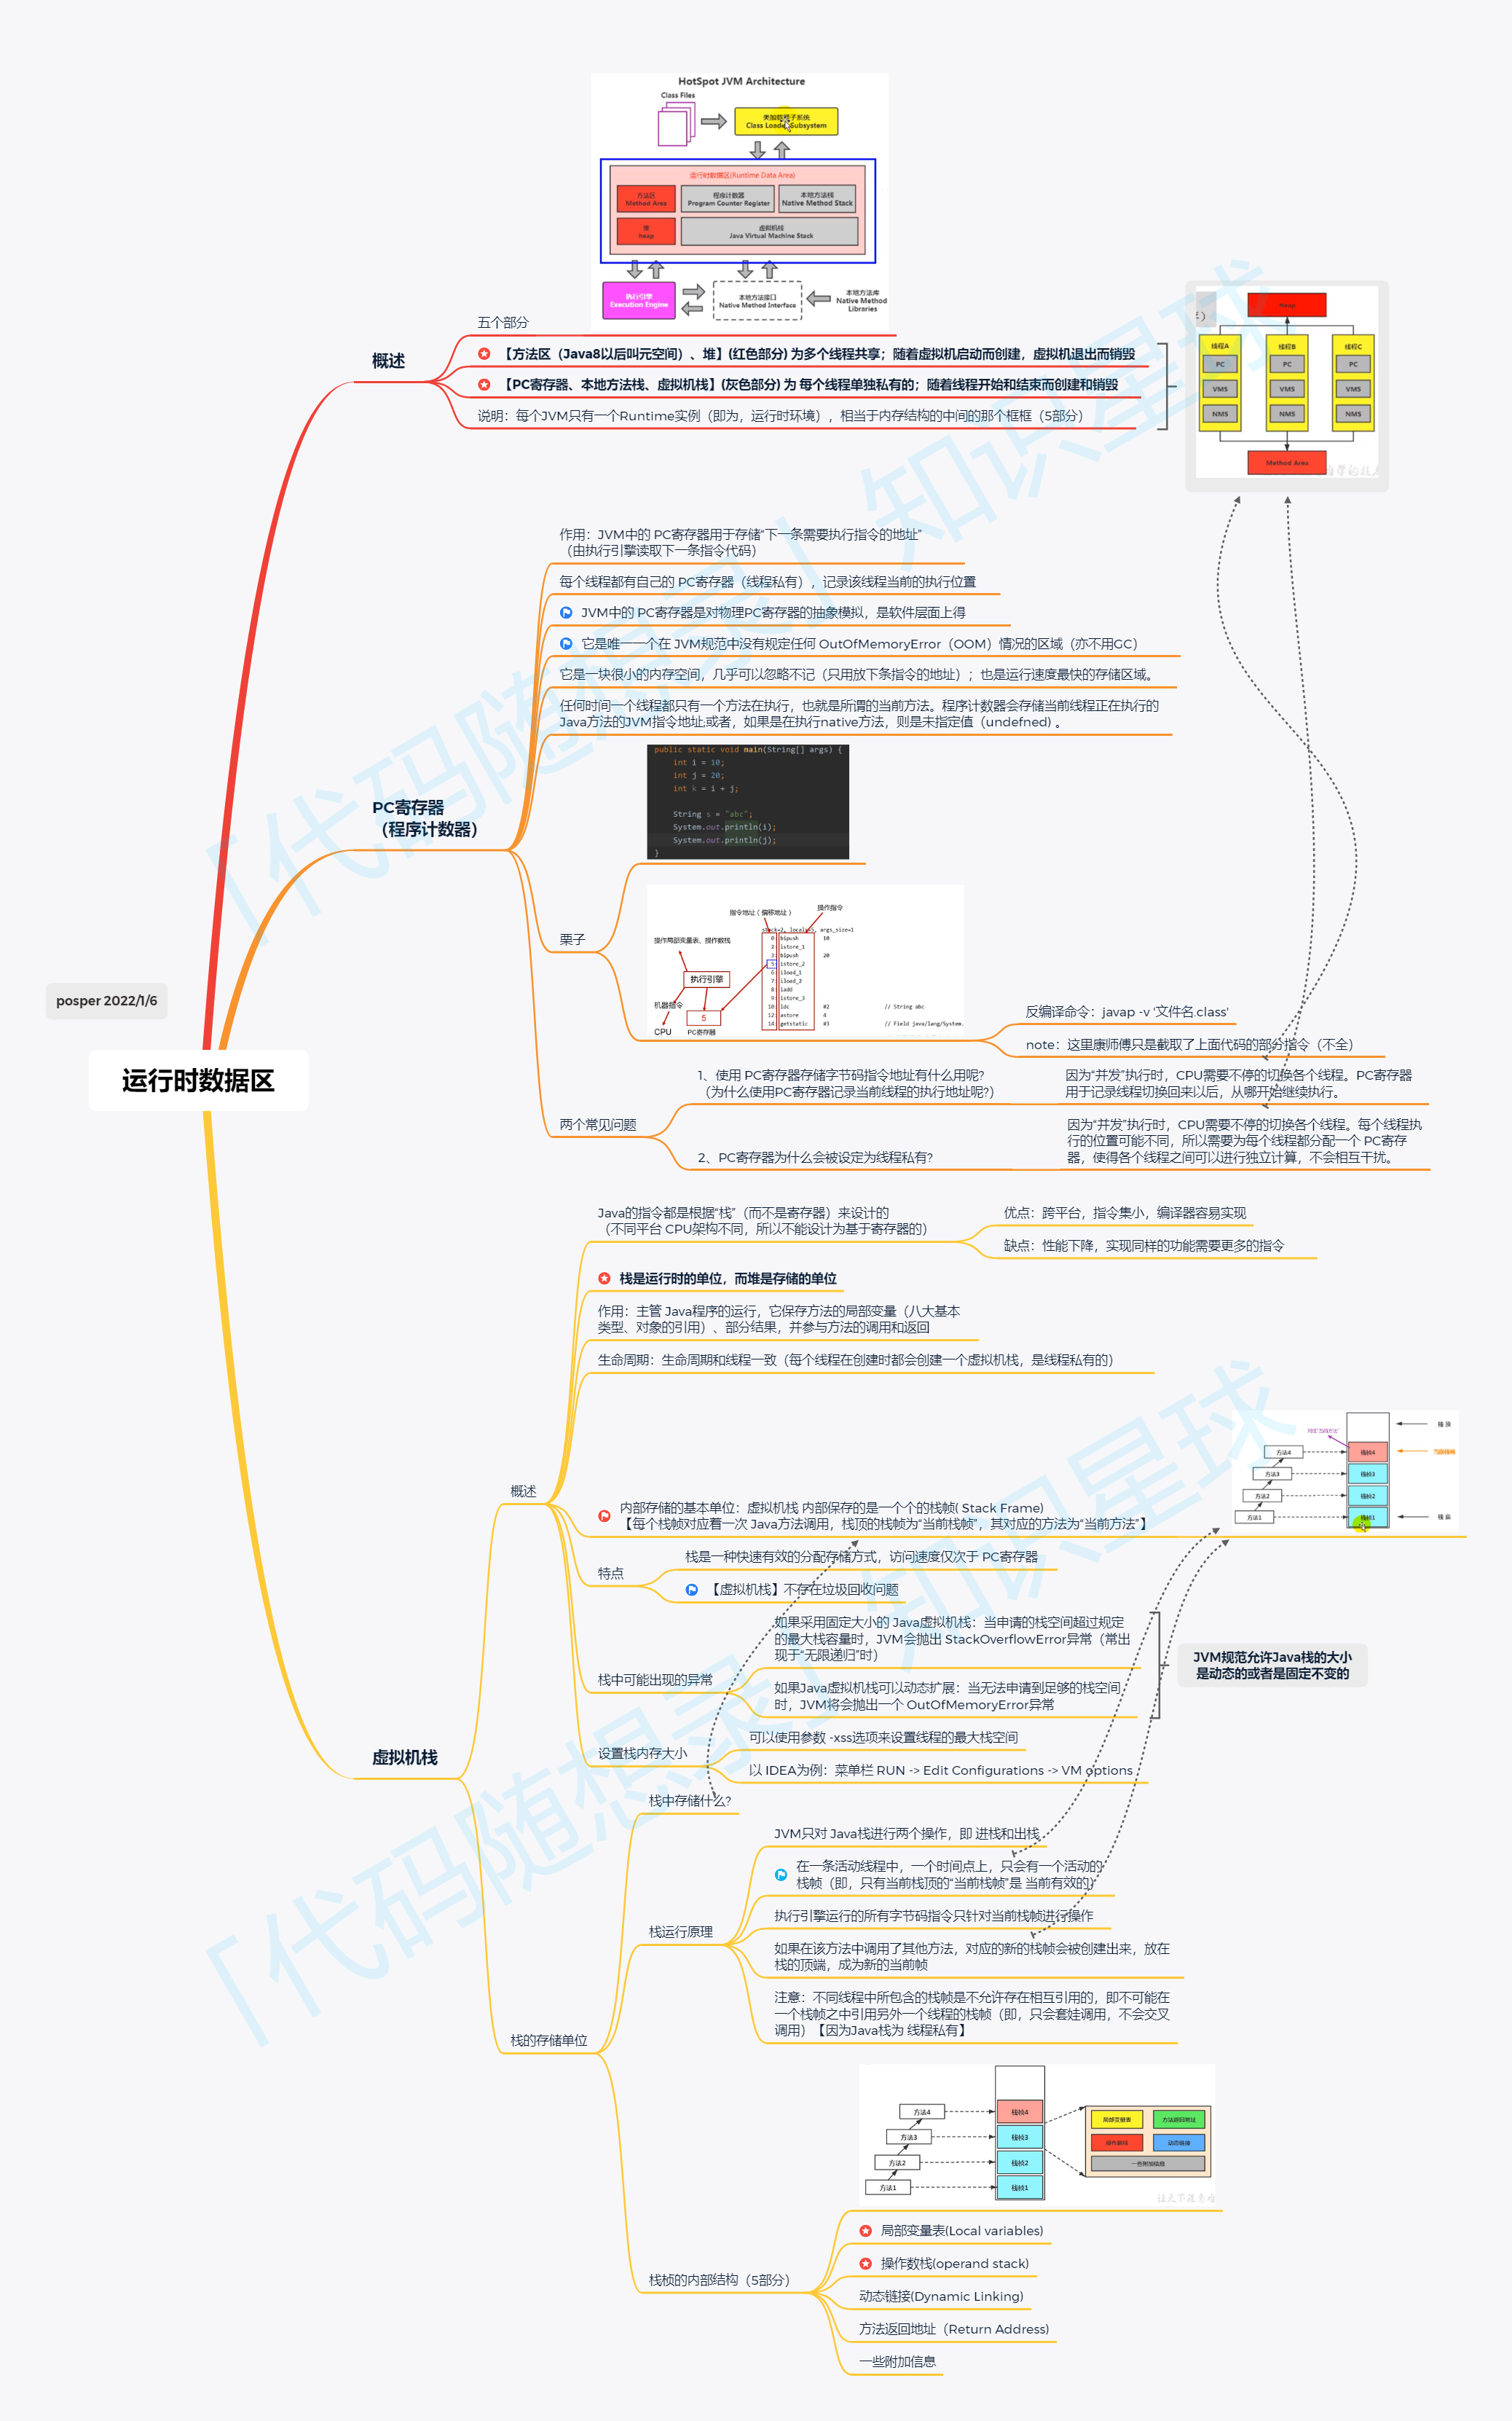 HotSpot JVM Architecture
Class Files
类加载器子系统
Class Loader Subsystem
运行时数据区(Runtime Data Area)
方法区
Method Area
程序计数器
Program Counter Register
本地方法栈
Native Method Stack
堆
heap
虚拟机栈
Java Virtual Machine Stack
执行引擎
Execution Engine
本地方法接口
Native Method Interface
本地方法库
Native Method
Libraries
五个部分
概述
【方法区（Java8以后叫元空间）、堆】(红色部分) 为多个线程共享；随着虚拟机启动而创建，虚拟机退出而销毁
【PC寄存器、本地方法栈、虚拟机栈】(灰色部分) 为 每个线程单独私有的；随着线程开始和结束而创建和销毁
说明：每个JVM只有一个Runtime实例（即为，运行时环境），相当于内存结构的中间的那个框框（5部分）
Heap
线程A
线程B
线程C
PC
PC
PC
VMS
VMS
VMS
NMS
NMS
NMS
Method Area
作用：JVM中的 PC寄存器用于存储“下一条需要执行指令的地址”
（由执行引擎读取下一条指令代码）
每个线程都有自己的 PC寄存器（线程私有），记录该线程当前的执行位置
JVM中的 PC寄存器是对物理PC寄存器的抽象模拟，是软件层面上得
它是唯一一个在 JVM规范中没有规定任何 OutOfMemoryError（OOM）情况的区域（亦不用GC）
它是一块很小的内存空间，几乎可以忽略不记（只用放下条指令的地址）；也是运行速度最快的存储区域。
任何时间一个线程都只有一个方法在执行，也就是所谓的当前方法。程序计数器会存储当前线程正在执行的
Java方法的JVM指令地址;或者，如果是在执行native方法，则是未指定值（undefned) 。
PC寄存器
（程序计数器）
public static void main(String[] args) {
int i = 10;
int j = 20;
int k = i + j;
String s = "abc";
System.out.println(i);
System.out.println(j);
}
栗子
指令地址（偏移地址）
操作指令
stack=2, locals=5, args_size=1
操作局部变量表、操作数栈
执行引擎
机器指令
CPU
5
PC寄存器
0: bipush 10
2: istore_1
3: bipush 20
5: istore_2
6: iload_1
7: iload_2
8: iadd
9: istore_3
10: ldc #2 // String abc
12: astore 4
14: getstatic #3 // Field java/lang/System.
反编译命令：javap -v '文件名.class'
note：这里康师傅只是截取了上面代码的部分指令（不全）
两个常见问题
1、使用 PC寄存器存储字节码指令地址有什么用呢?
（为什么使用PC寄存器记录当前线程的执行地址呢?）
因为“并发”执行时，CPU需要不停的切换各个线程。PC寄存器
用于记录线程切换回来以后，从哪开始继续执行。
2、PC寄存器为什么会被设定为线程私有?
因为“并发”执行时，CPU需要不停的切换各个线程。每个线程执
行的位置可能不同，所以需要为每个线程都分配一个 PC寄存
器，使得各个线程之间可以进行独立计算，不会相互干扰。
posper 2022/1/6
运行时数据区
虚拟机栈
概述
Java的指令都是根据“栈”（而不是寄存器）来设计的
（不同平台 CPU架构不同，所以不能设计为基于寄存器的）
优点：跨平台，指令集小，编译器容易实现
缺点：性能下降，实现同样的功能需要更多的指令
栈是运行时的单位，而堆是存储的单位
作用：主管 Java程序的运行，它保存方法的局部变量（八大基本
类型、对象的引用）、部分结果，并参与方法的调用和返回
生命周期：生命周期和线程一致（每个线程在创建时都会创建一个虚拟机栈，是线程私有的）
内部存储的基本单位：虚拟机栈 内部保存的是一个个的栈帧( Stack Frame)
【每个栈帧对应着一次 Java方法调用，栈顶的栈帧为“当前栈帧”，其对应的方法为“当前方法”】
对应“当前方法”
方法4
方法3
方法2
方法1
栈帧4
栈帧3
栈帧2
栈帧1
栈 顶
当前栈帧
栈 底
特点
栈是一种快速有效的分配存储方式，访问速度仅次于 PC寄存器
【虚拟机栈】不存在垃圾回收问题
栈中可能出现的异常
如果采用固定大小的 Java虚拟机栈：当申请的栈空间超过规定
的最大栈容量时，JVM会抛出 StackOverflowError异常（常出
现于“无限递归”时）
如果Java虚拟机栈可以动态扩展：当无法申请到足够的栈空间
时，JVM将会抛出一个 OutOfMemoryError异常
JVM规范允许Java栈的大小
是动态的或者是固定不变的
设置栈内存大小
可以使用参数 -xss选项来设置线程的最大栈空间
以 IDEA为例：菜单栏 RUN -> Edit Configurations -> VM options
栈的存储单位
栈中存储什么?
栈运行原理
JVM只对 Java栈进行两个操作，即 进栈和出栈
在一条活动线程中，一个时间点上，只会有一个活动的
栈帧（即，只有当前栈顶的“当前栈帧”是 当前有效的）
执行引擎运行的所有字节码指令只针对当前栈帧进行操作
如果在该方法中调用了其他方法，对应的新的栈帧会被创建出来，放在
栈的顶端，成为新的当前帧
注意：不同线程中所包含的栈帧是不允许存在相互引用的，即不可能在
一个栈帧之中引用另外一个线程的栈帧（即，只会套娃调用，不会交叉
调用）【因为Java栈为 线程私有】
栈桢的内部结构（5部分）
方法4
方法3
方法2
方法1
栈帧4
栈帧3
栈帧2
栈帧1
局部变量表
方法返回地址
操作数栈
动态链接
一些附加信息
局部变量表(Local variables)
操作数栈(operand stack)
动态链接(Dynamic Linking)
方法返回地址（Return Address)
一些附加信息
「代码随想录」知识星球
「代码随想录」知识星球